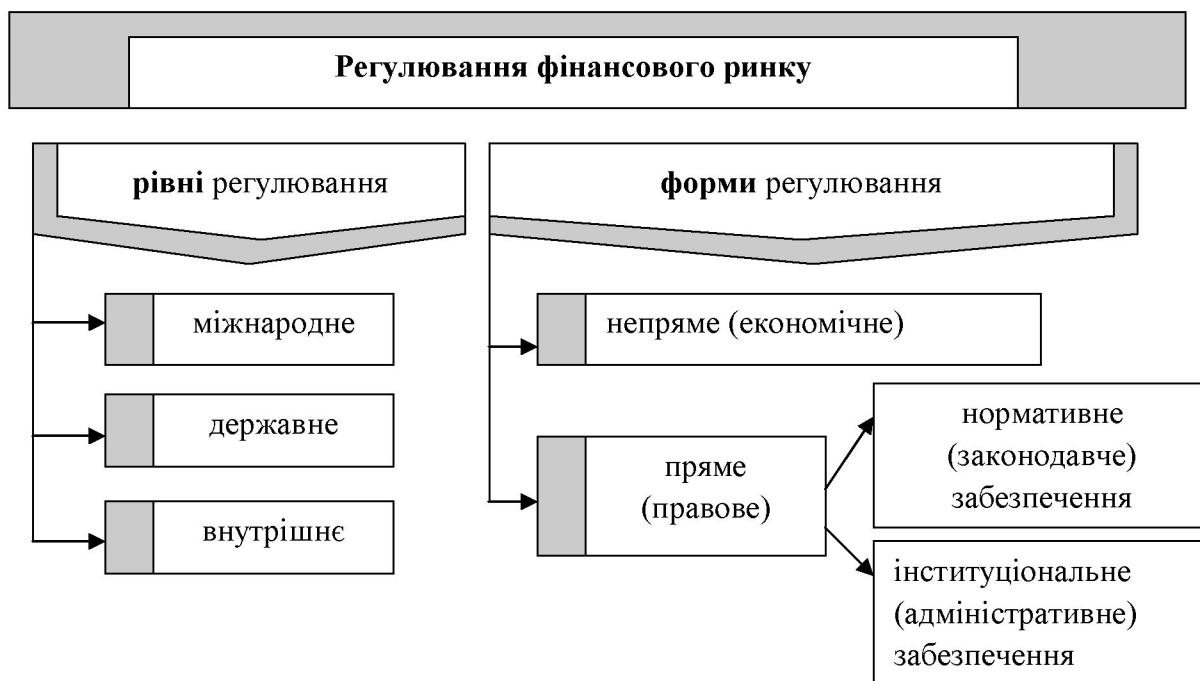 Регулювання фінансового ринку
рівні регулювання
міжнародне
державне
внутрішнє
форми регулювання
непряме (економічне)
пряме
(правове)
нормативне
(законодавче)
забезпечення
інституціональне
(адміністративне)
забезпечення